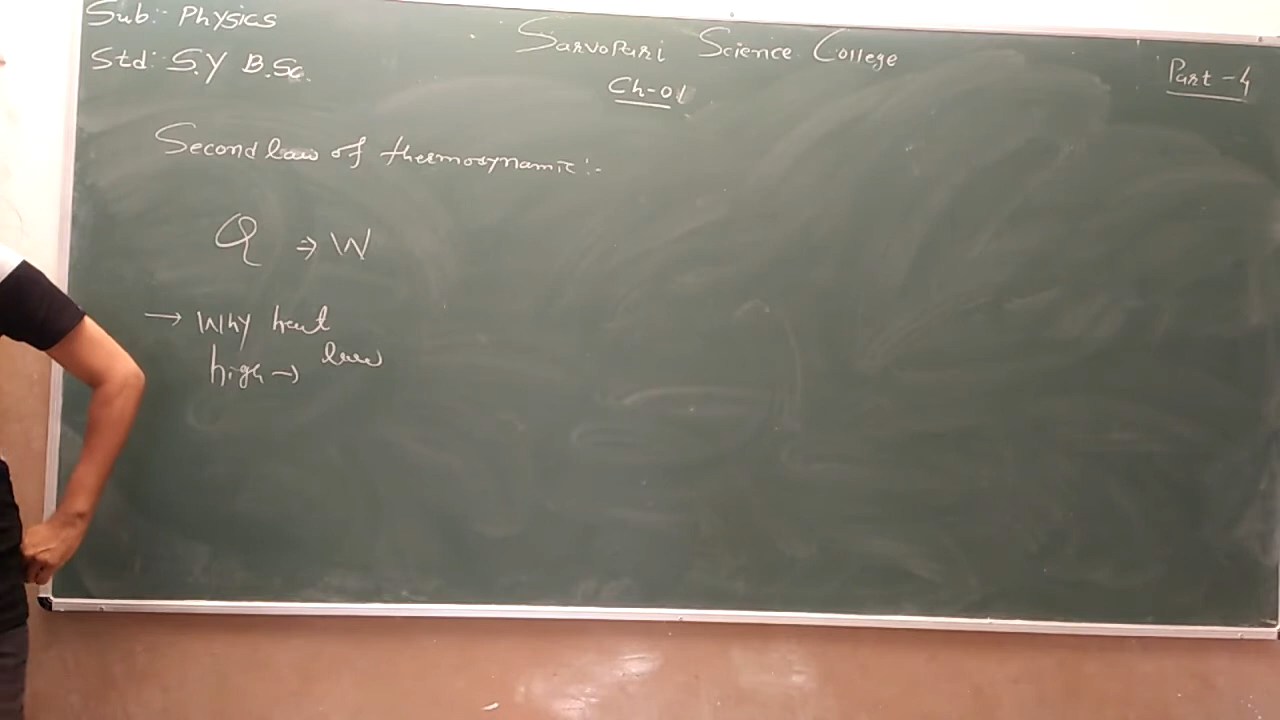 Sub:- Physics
Std:- S.Y B.Sc.
Sarvopari Science College
Ch-01
Part-4
Second law of thermodynamic:-
Q ⇒ W
→ Why heat
high → low